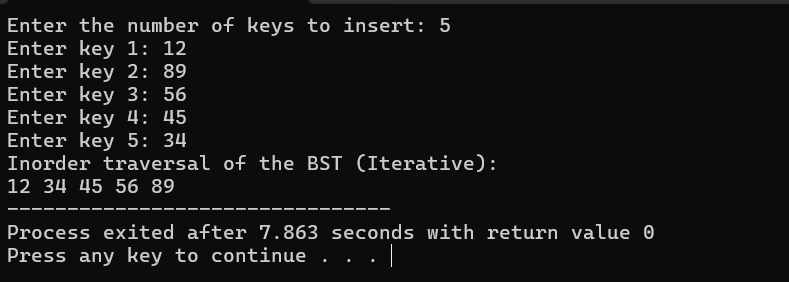 Enter the number of keys to insert: 5
Enter key 1: 12
Enter key 2: 89
Enter key 3: 56
Enter key 4: 45
Enter key 5: 34
Inorder traversal of the BST (Iterative):
12 34 45 56 89
--------------------------------
Process exited after 7.863 seconds with return value 0
Press any key to continue . . .